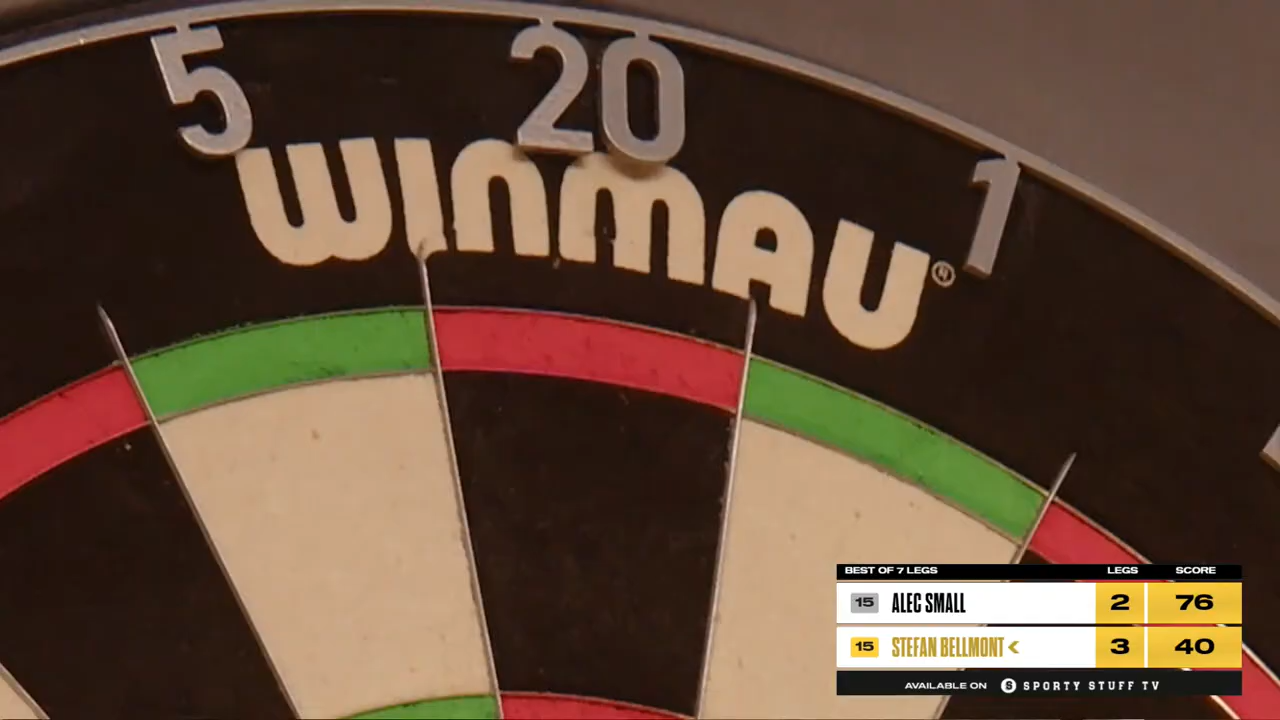 5 20 1
WINMAU®
BEST OF 7 LEGS LEGS SCORE
15 ALEC SMALL 2 76
15 STEFAN BELLMONT 3 40
AVAILABLE ON S SPORTY STUFF TV